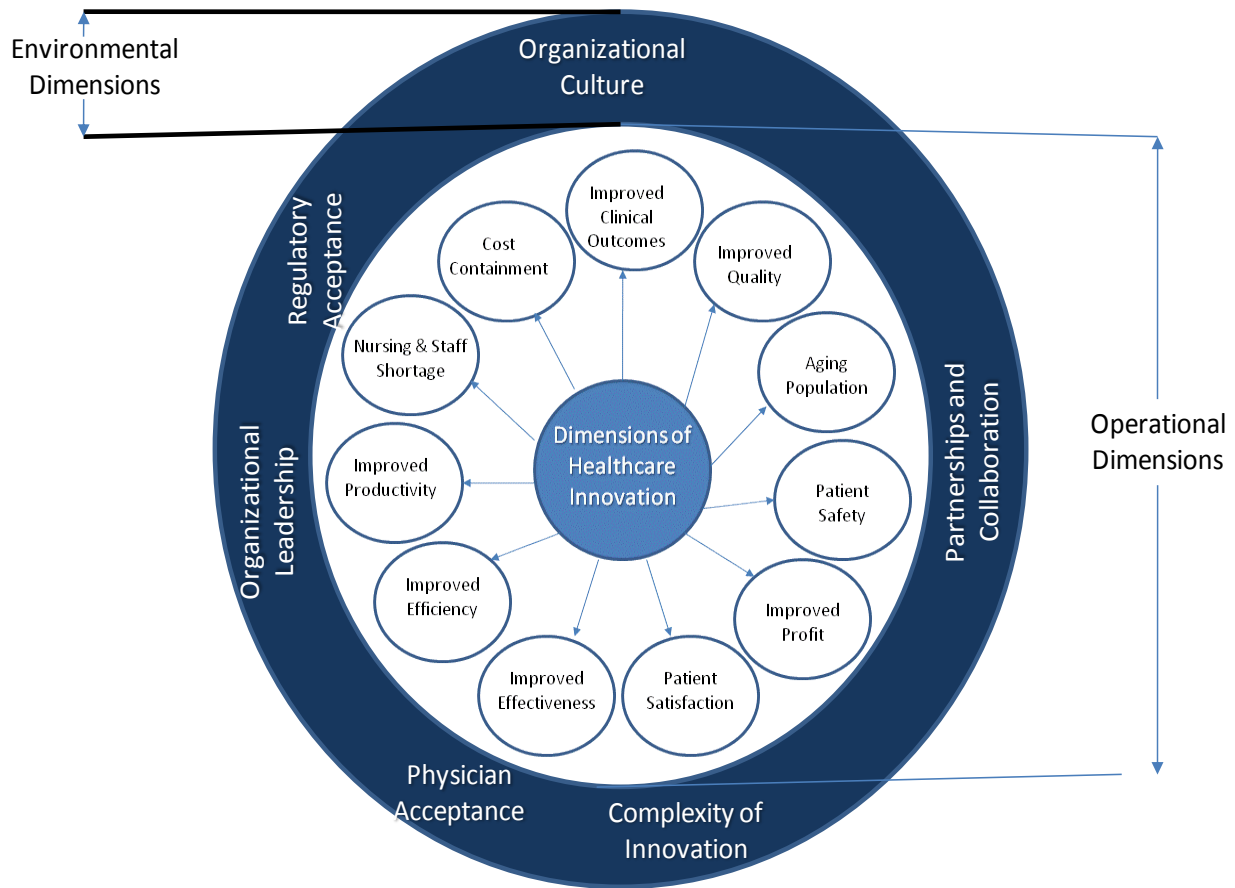 Environmental
Dimensions
Organizational
Culture
Regulatory
Acceptance
Organizational
Leadership
Physician
Acceptance
Complexity of
Innovation
Partnerships and
Collaboration
Operational
Dimensions
Dimensions of
Healthcare
Innovation
Improved
Clinical
Outcomes
Improved
Quality
Aging
Population
Patient
Safety
Improved
Profit
Patient
Satisfaction
Improved
Effectiveness
Improved
Efficiency
Improved
Productivity
Nursing & Staff
Shortage
Cost
Containment